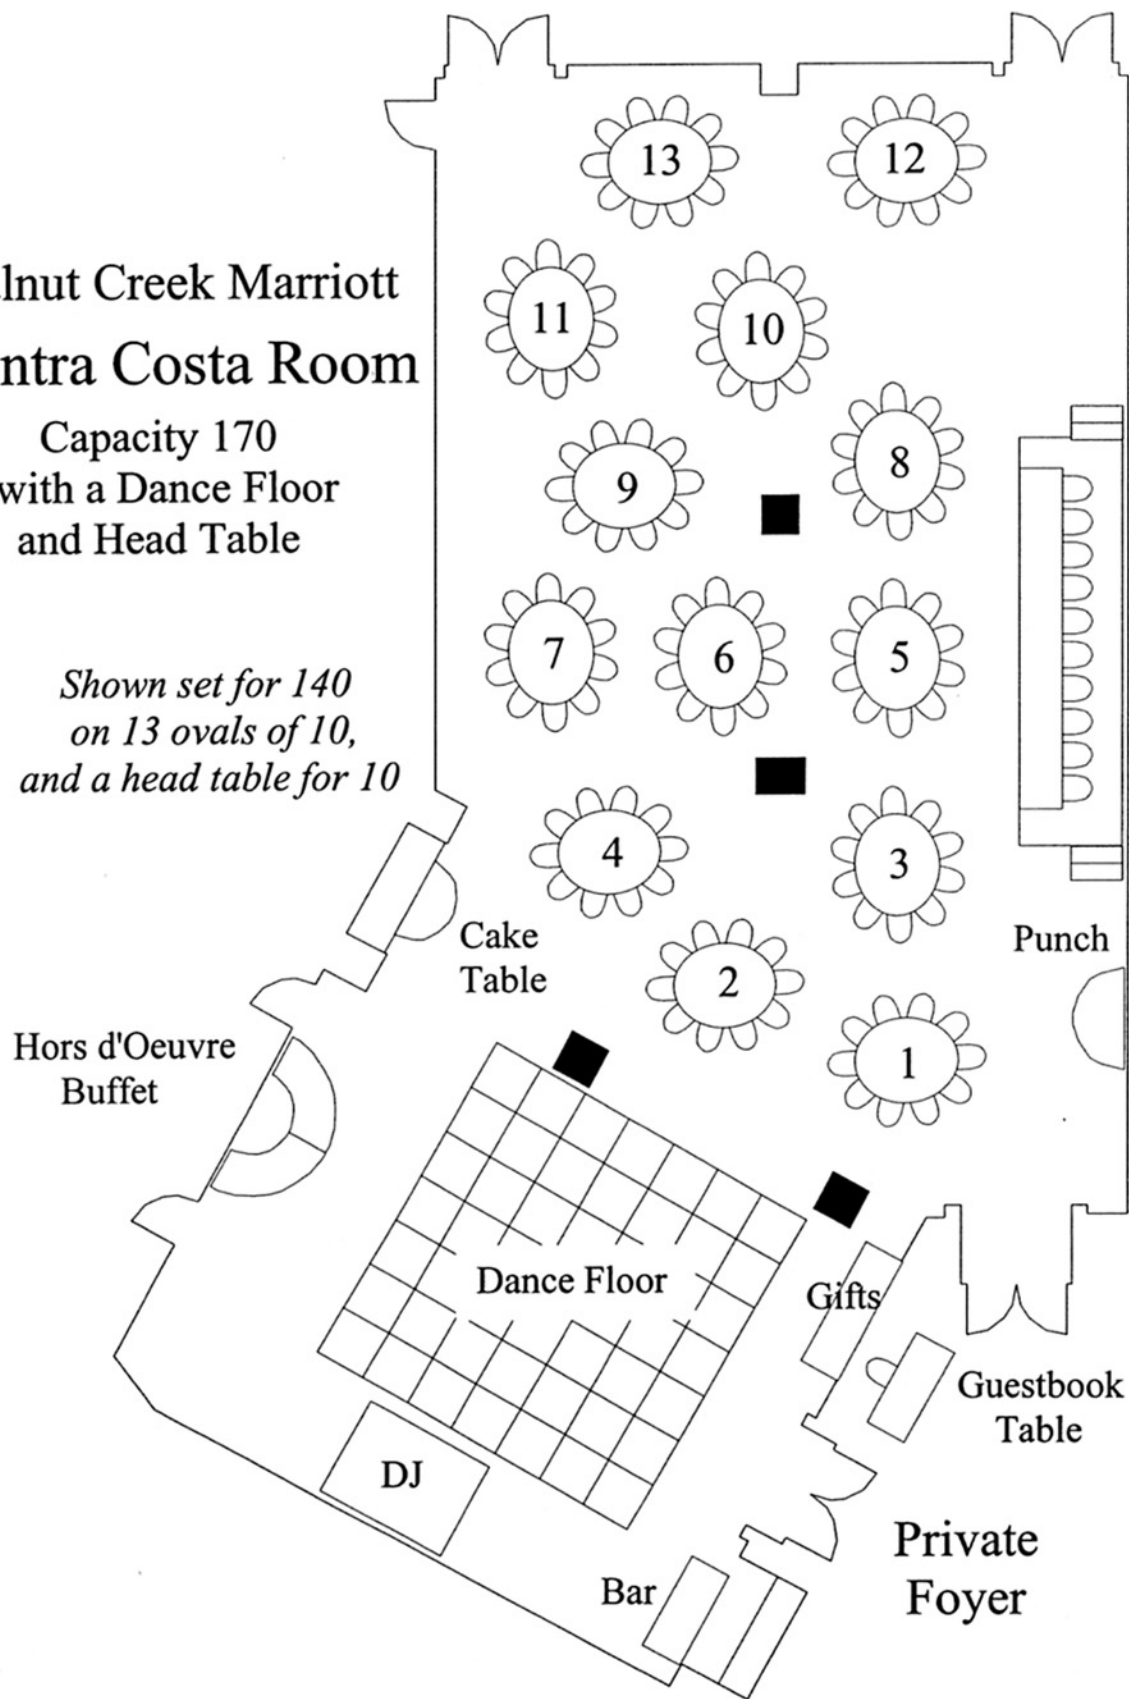 lnut Creek Marriott
ntra Costa Room
Capacity 170
with a Dance Floor
and Head Table
Shown set for 140
on 13 ovals of 10,
and a head table for 10
13
12
11
10
9
8
7
6
5
4
3
2
1
Cake
Table
Punch
Hors d'Oeuvre
Buffet
Dance Floor
Gifts
Guestbook
Table
DJ
Bar
Private
Foyer